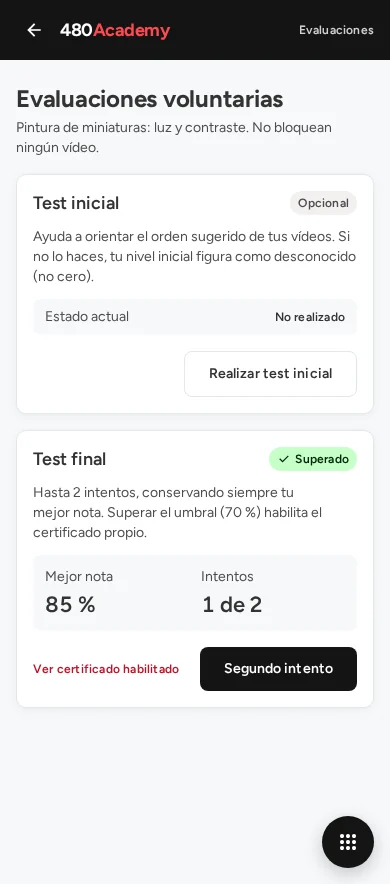 480Academy
Evaluaciones
Evaluaciones voluntarias
Pintura de miniaturas: luz y contraste. No bloquean
ningún vídeo.
Test inicial
Opcional
Ayuda a orientar el orden sugerido de tus vídeos. Si
no lo haces, tu nivel inicial figura como desconocido
(no cero).
Estado actual
No realizado
Realizar test inicial
Test final
Superado
Hasta 2 intentos, conservando siempre tu
mejor nota. Superar el umbral (70 %) habilita el
certificado propio.
Mejor nota
Intentos
85 %
1 de 2
Ver certificado habilitado
Segundo intento